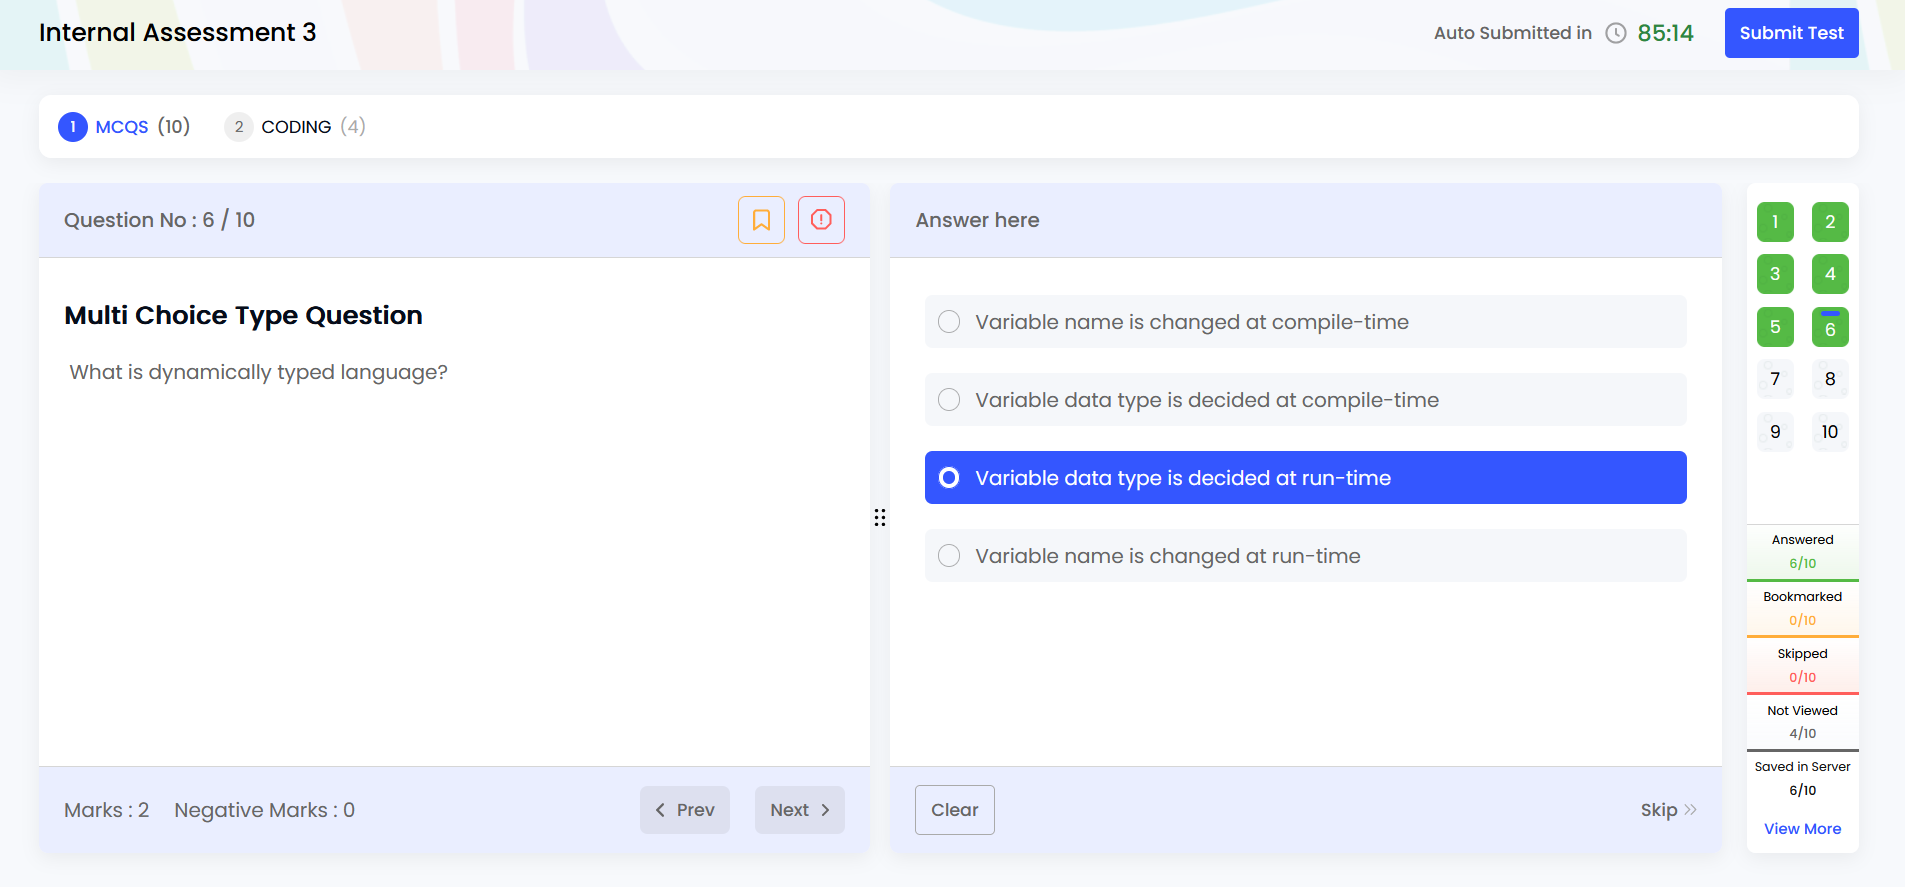 Internal Assessment 3
Auto Submitted in 85:14
Submit Test
1 MCQS (10) 2 CODING (4)
Question No : 6 / 10
Multi Choice Type Question
What is dynamically typed language?
Marks : 2 Negative Marks : 0
Prev
Next
Answer here
Variable name is changed at compile-time
Variable data type is decided at compile-time
Variable data type is decided at run-time
Variable name is changed at run-time
Clear
Skip
1 2
3 4
5 6
7 8
9 10
Answered
6/10
Bookmarked
0/10
Skipped
0/10
Not Viewed
4/10
Saved in Server
6/10
View More